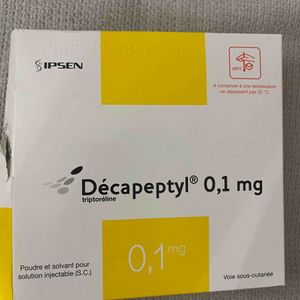 IPSEN
A conserver à une température
ne dépassant pas 25 °C
Décapeptyl® 0,1 mg
triptoréline
0,1 mg
Poudre et solvant pour
solution injectable (S.C.)
Voie sous-cutanée